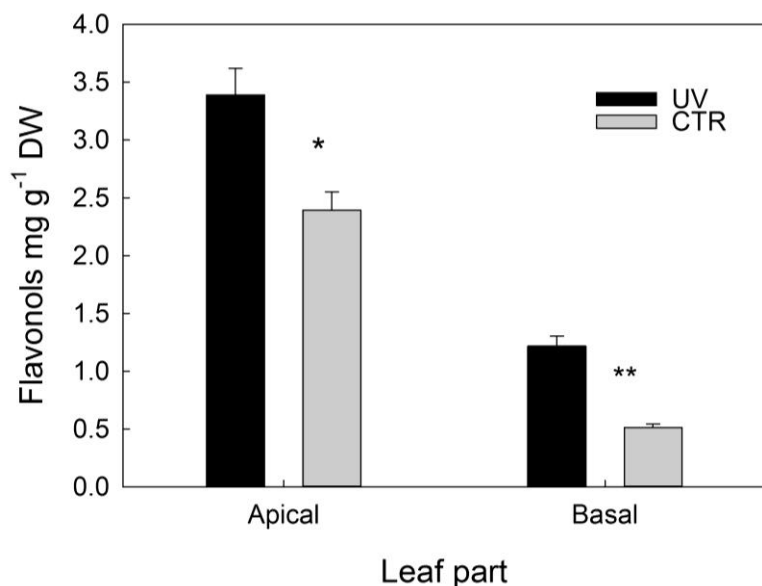 Flavonols mg g⁻¹ DW
4.0
3.5
3.0
2.5
2.0
1.5
1.0
0.5
0.0
UV
CTR
*
**
Apical Basal
Leaf part